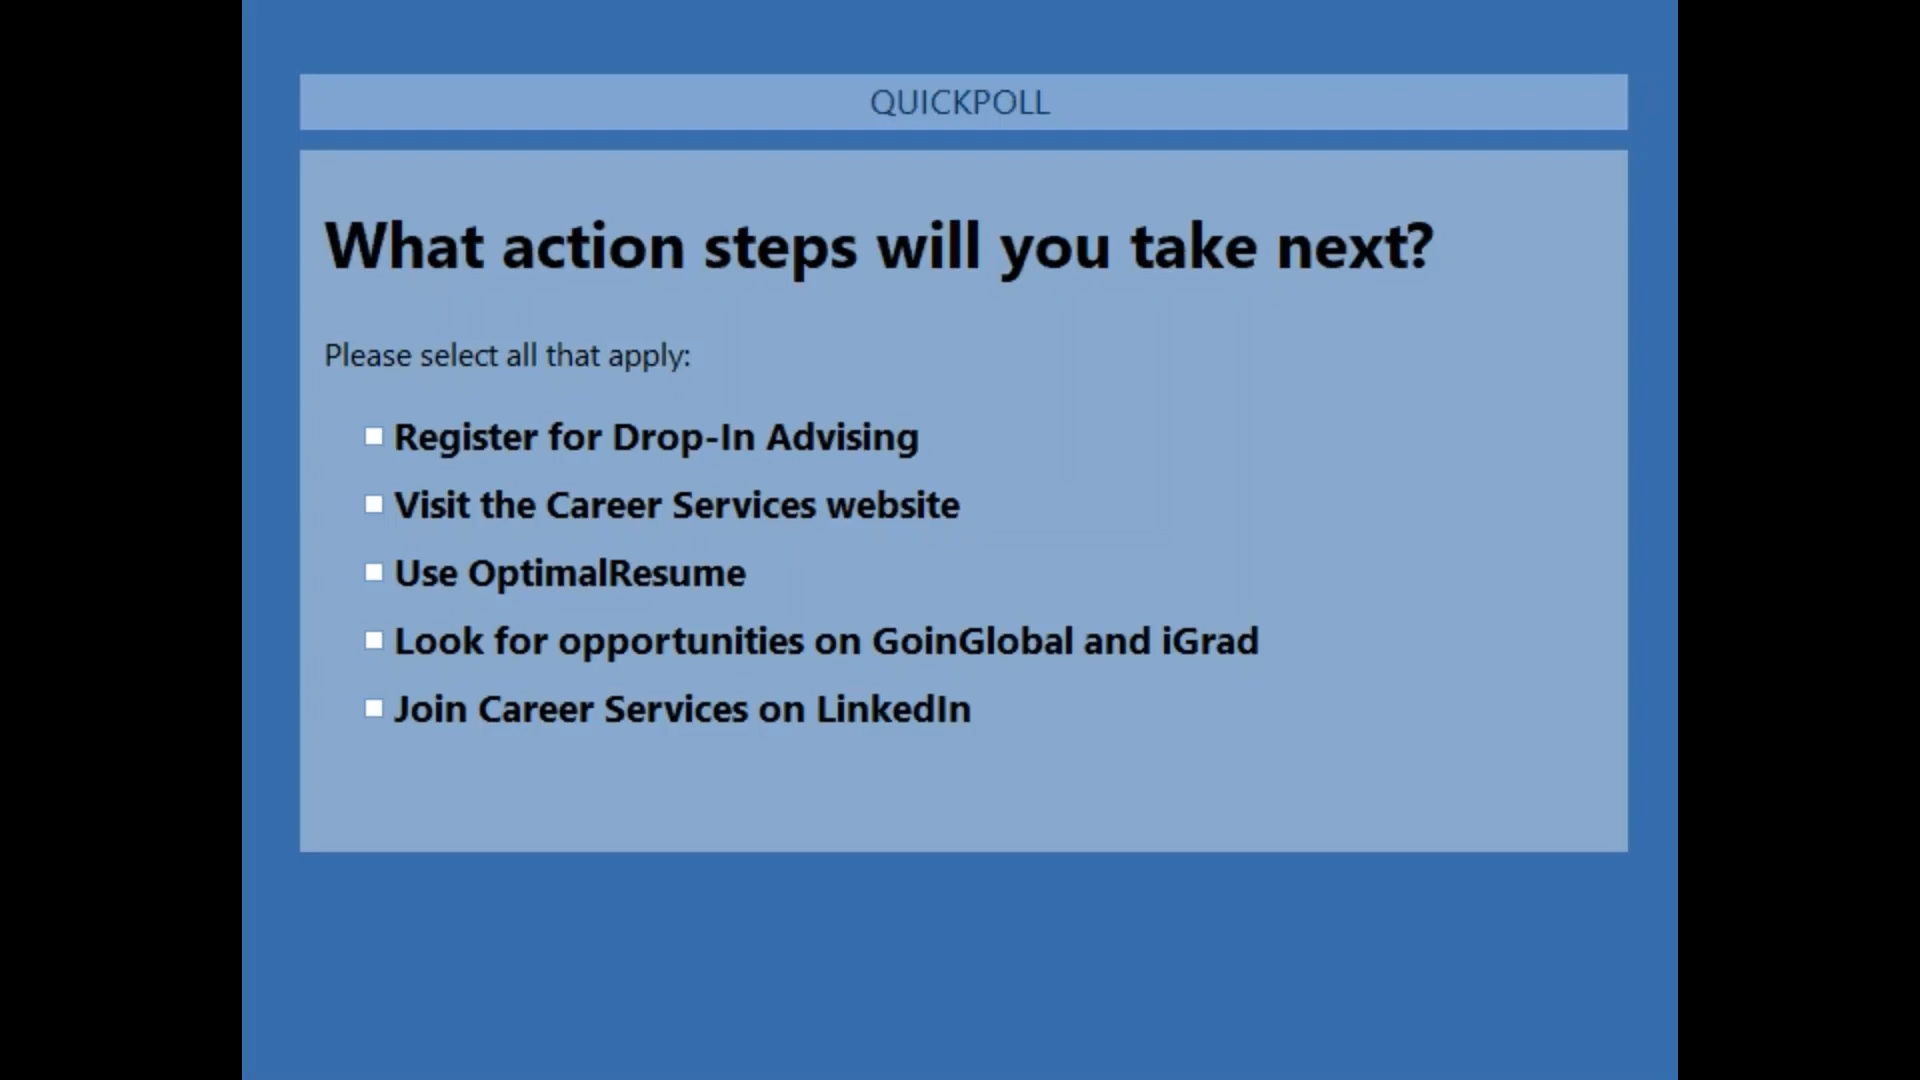 QUICKPOLL
What action steps will you take next?
Please select all that apply:
Register for Drop-In Advising
Visit the Career Services website
Use OptimalResume
Look for opportunities on GoinGlobal and iGrad
Join Career Services on LinkedIn